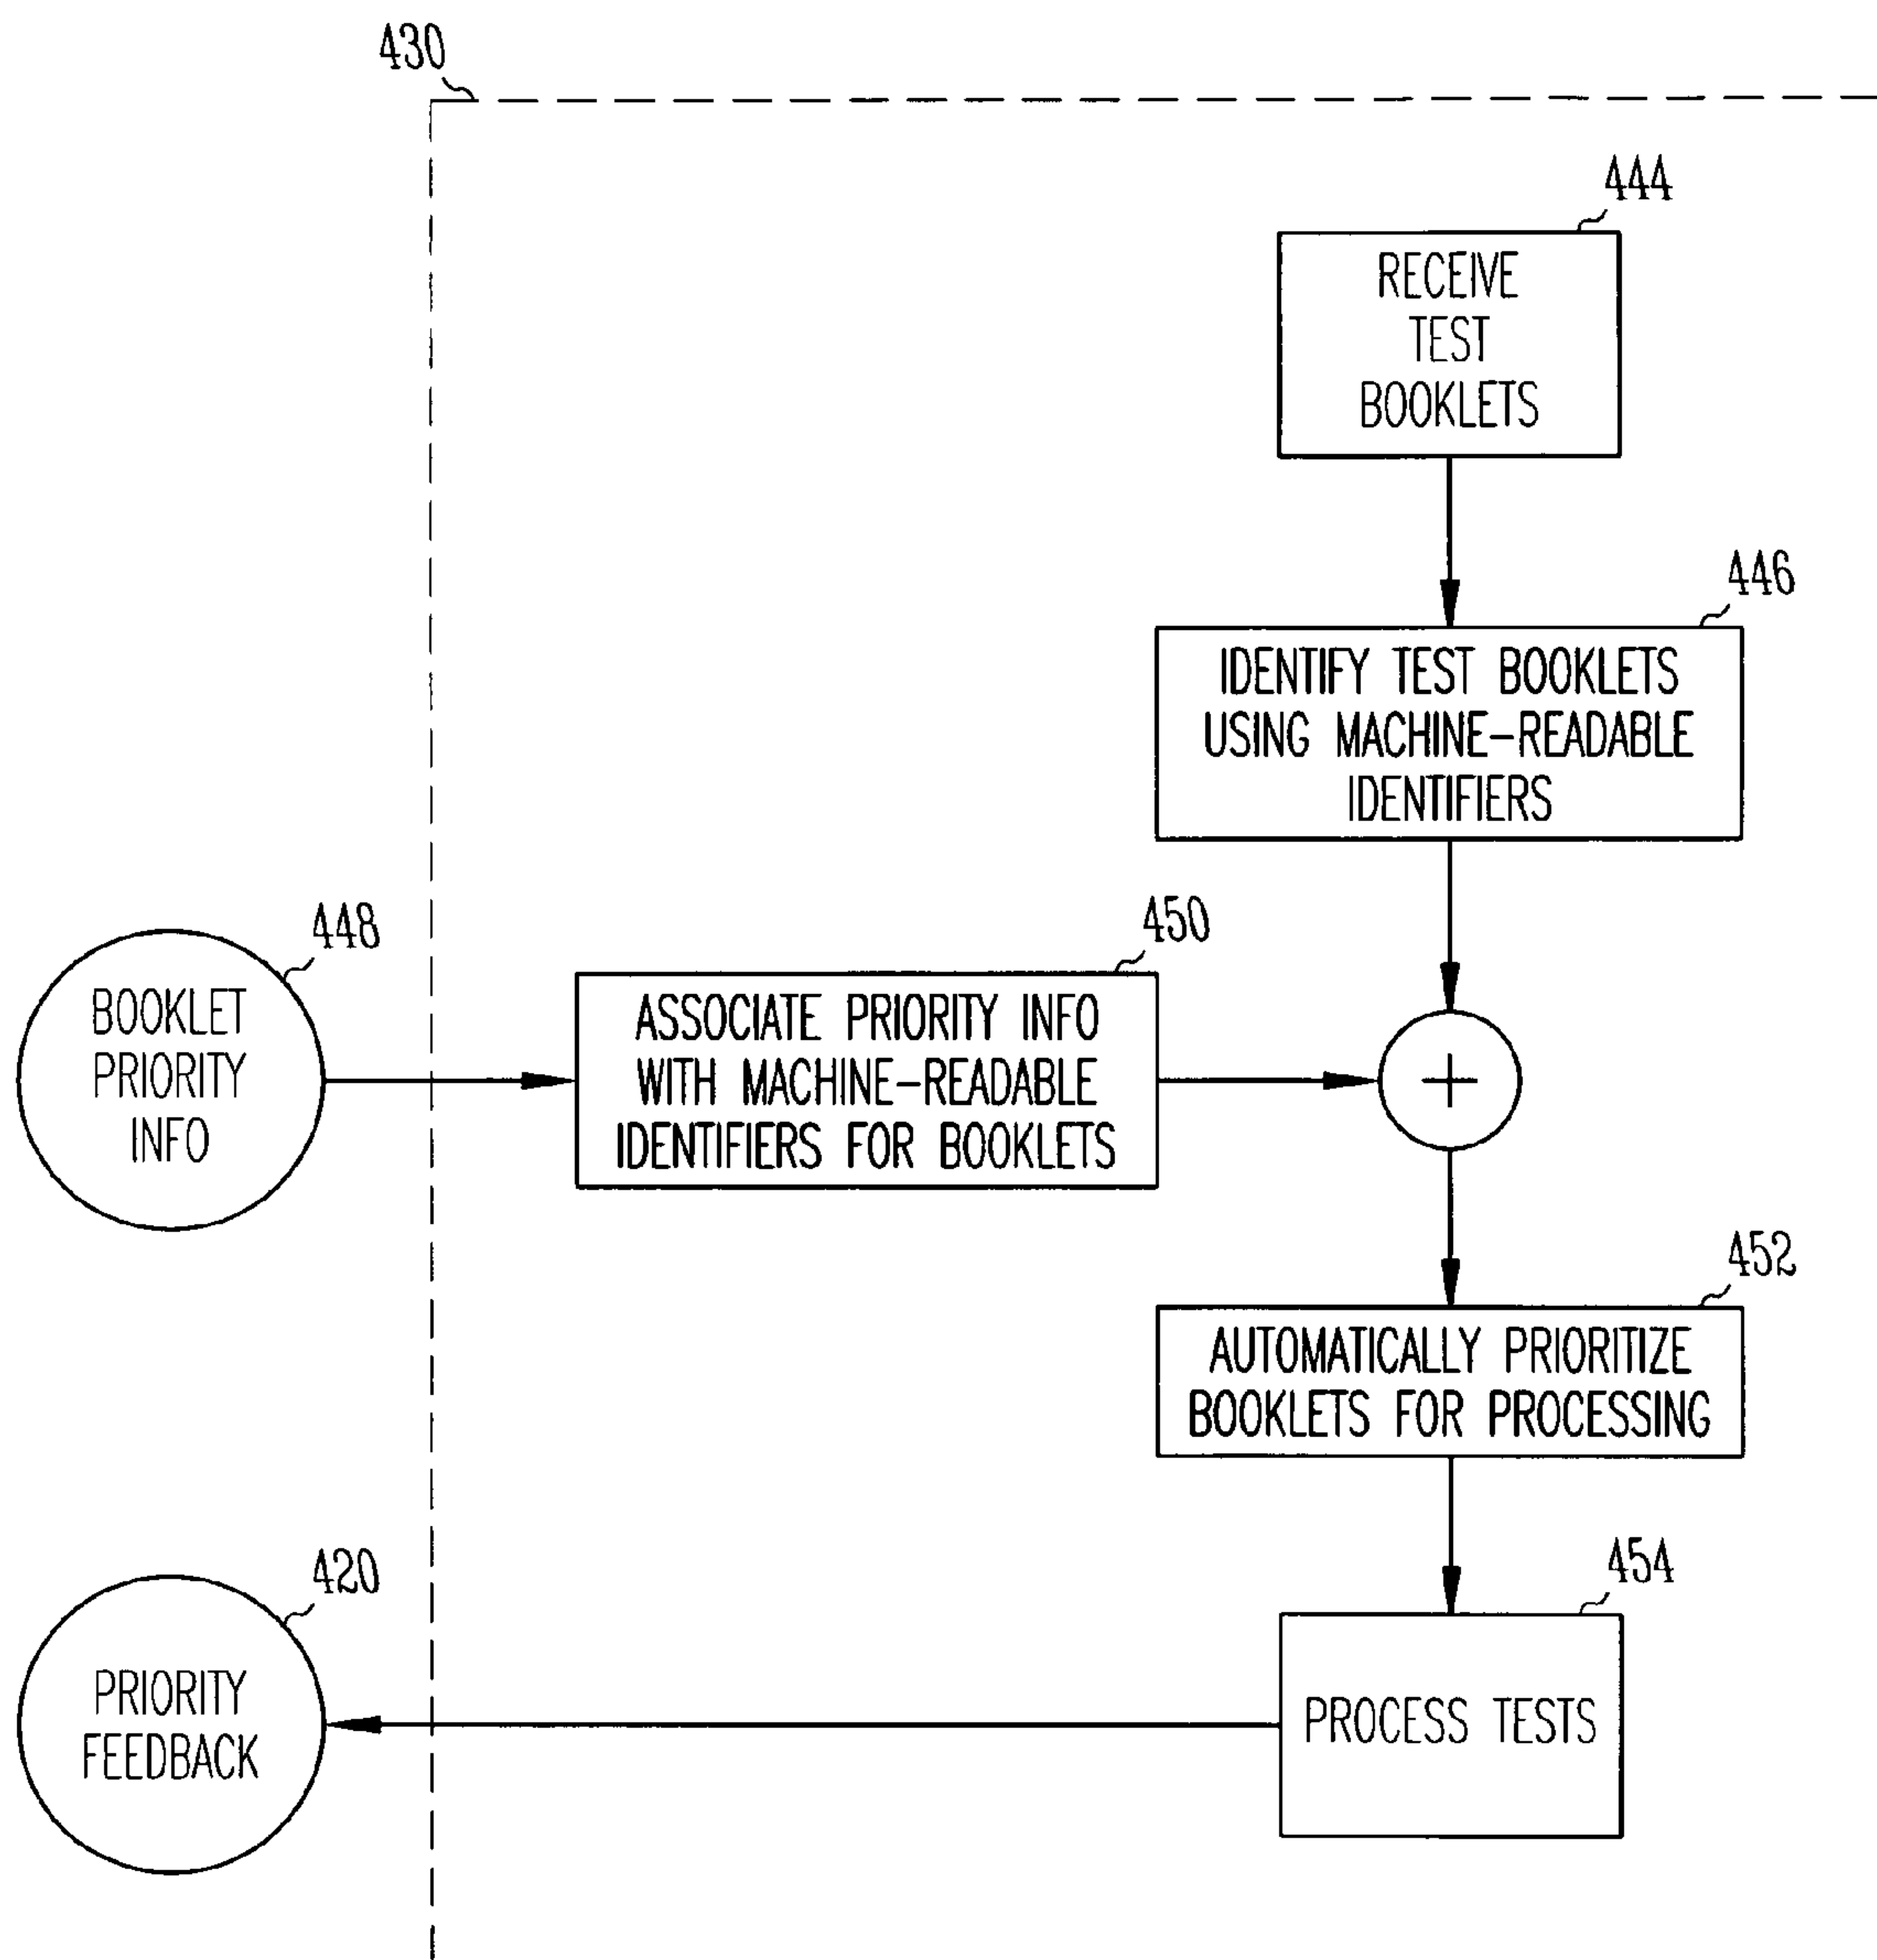 430
444
RECEIVE
TEST
BOOKLETS
446
IDENTIFY TEST BOOKLETS
USING MACHINE-READABLE
IDENTIFIERS
448
BOOKLET
PRIORITY
INFO
450
ASSOCIATE PRIORITY INFO
WITH MACHINE-READABLE
IDENTIFIERS FOR BOOKLETS
+
452
AUTOMATICALLY PRIORITIZE
BOOKLETS FOR PROCESSING
454
PROCESS TESTS
420
PRIORITY
FEEDBACK